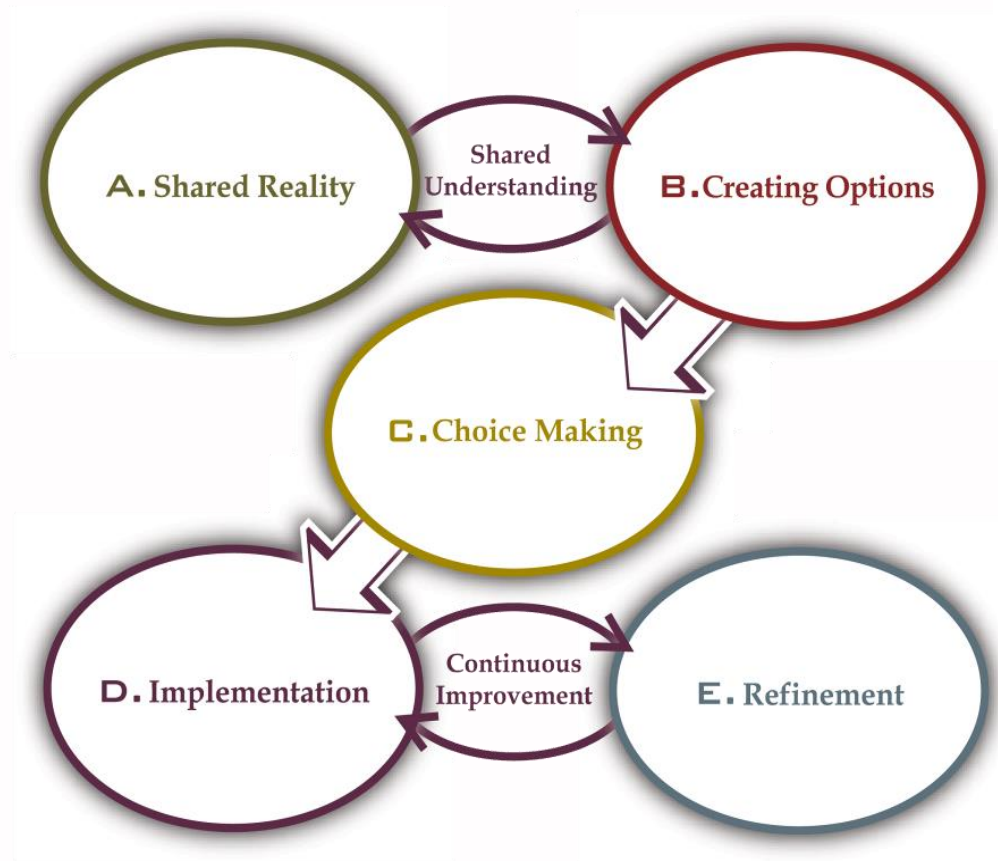 A. Shared Reality
Shared
Understanding
B. Creating Options
C. Choice Making
D. Implementation
Continuous
Improvement
E. Refinement